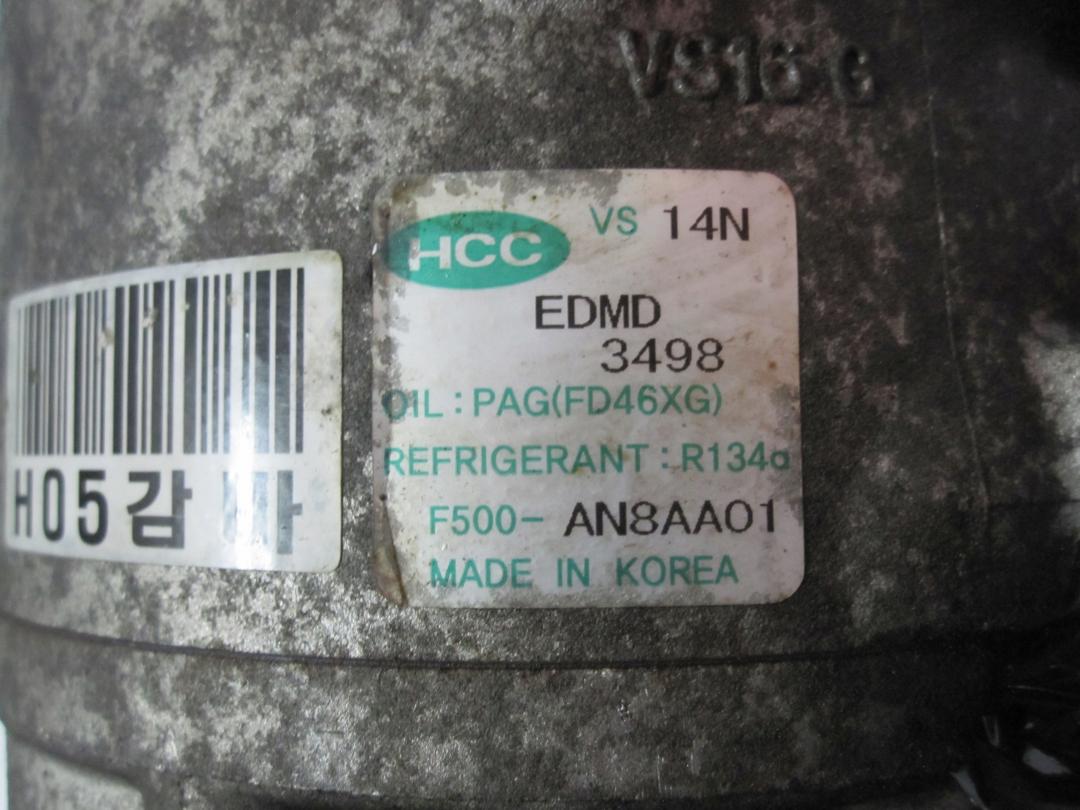 VS16 G
HCC VS 14N
EDMD
3498
OIL : PAG(FD46XG)
REFRIGERANT : R134a
F500- AN8AA01
MADE IN KOREA
H05감 바